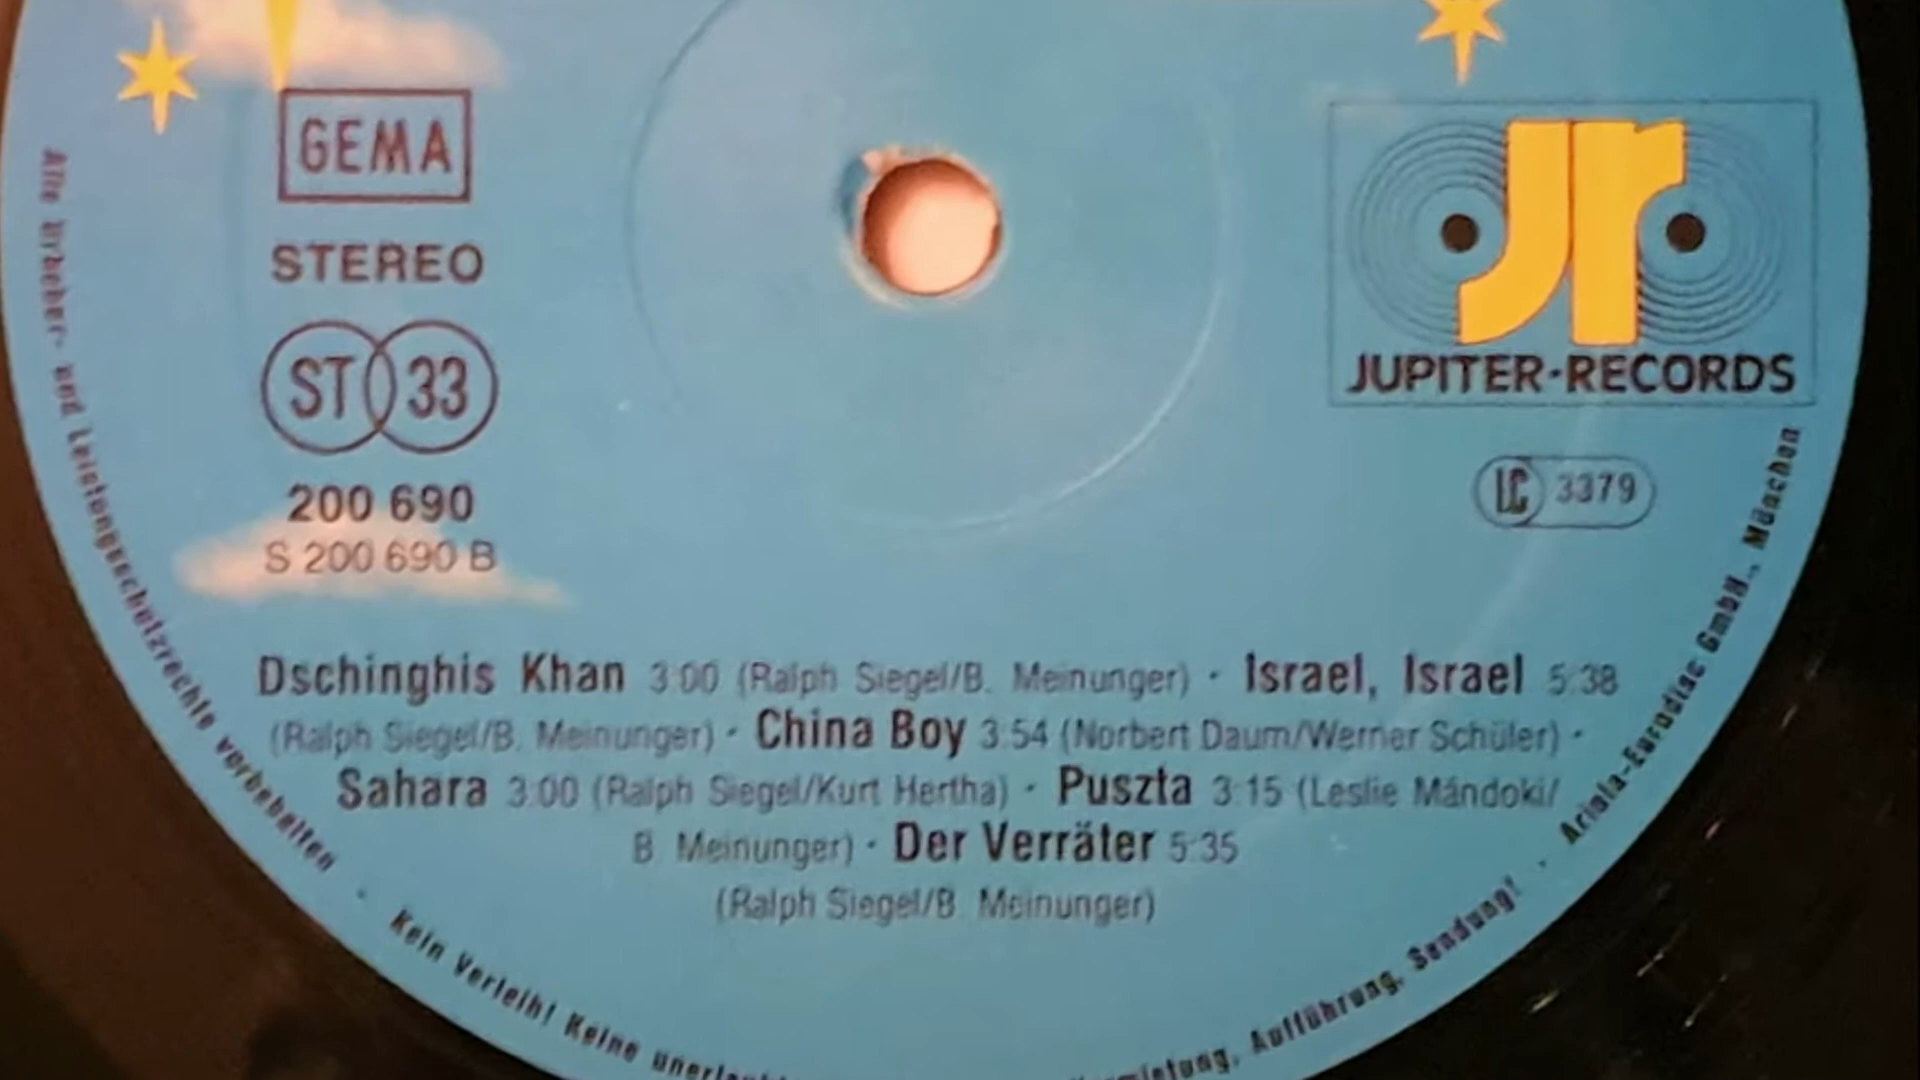 GEMA
STEREO
ST 33
200 690
S 200 690 B
JUPITER-RECORDS
LC 3379
Dschinghis Khan 3:00 (Ralph Siegel/B. Meinunger) · Israel, Israel 5:38
(Ralph Siegel/B. Meinunger) · China Boy 3:54 (Norbert Daum/Werner Schüler) ·
Sahara 3:00 (Ralph Siegel/Kurt Hertha) · Puszta 3:15 (Leslie Mándoki/
B. Meinunger) · Der Verräter 5:35
(Ralph Siegel/B. Meinunger)
Alle Urheber- und Leistungsschutzrechte vorbehalten · Kein Verleih! Keine
Aufführung, Sendung! · Ariola-Eurodisc GmbH., München